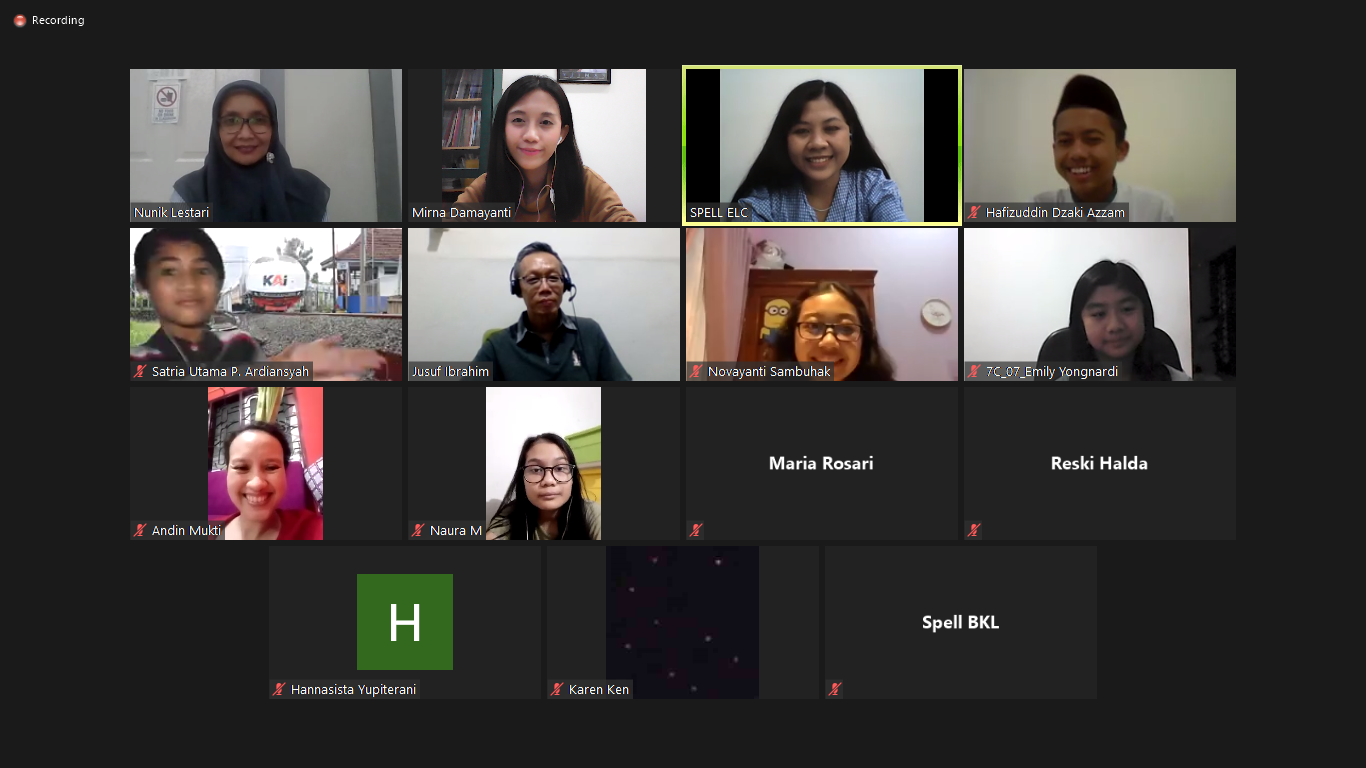 Recording
Nunik Lestari
Mirna Damayanti
SPELL ELC
Hafizuddin Dzaki Azzam
KAI
Satria Utama P. Ardiansyah
Jusuf Ibrahim
Novayanti Sambuhak
7C_07_Emily Yongnardi
Andin Mukti
Naura M
Maria Rosari
Reski Halda
H
Hannasista Yupiterani
Karen Ken
Spell BKL